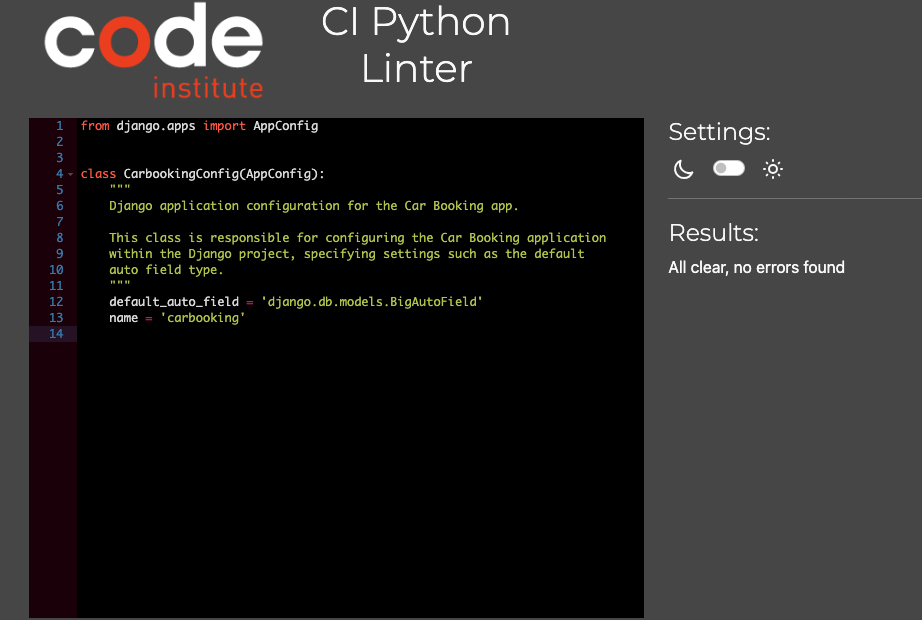 code
institute
CI Python
Linter
1 from django.apps import AppConfig
2
3
4 class CarbookingConfig(AppConfig):
5     """
6     Django application configuration for the Car Booking app.
7
8     This class is responsible for configuring the Car Booking application
9     within the Django project, specifying settings such as the default
10     auto field type.
11     """
12     default_auto_field = 'django.db.models.BigAutoField'
13     name = 'carbooking'
14
Settings:
Results:
All clear, no errors found